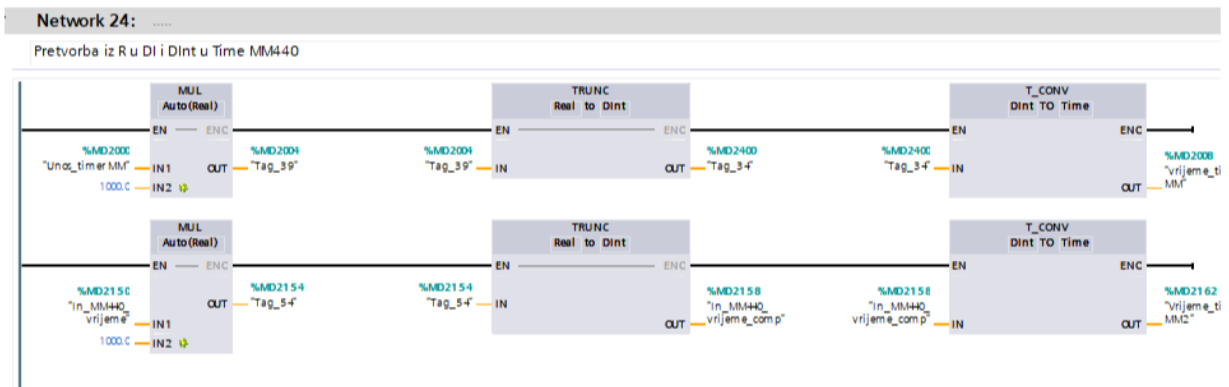 Network 24: .....
Pretvorba iz R u DI i DInt u Time MM440
MUL
Auto (Real)
EN ENO
%MD2000
"Unos_timer MM" IN1
1000.0 IN2
OUT
%MD2004
"Tag_39"
TRUNC
Real to DInt
EN ENO
%MD2004
"Tag_39" IN
OUT
%MD2400
T_CONV
DInt TO Time
EN ENO
%MD2400
IN
%MD2008
MM"
OUT
MUL
Auto (Real)
EN ENO
%MD2150
"In_MM440_
vrijeme" IN1
1000.0 IN2
OUT
%MD2154
TRUNC
Real to DInt
EN ENO
%MD2154
IN
OUT
%MD2158
"In_MM440_
vrijeme_comp"
T_CONV
DInt TO Time
EN ENO
%MD2158
"In_MM440_
vrijeme_comp" IN
%MD2162
MM2"
OUT